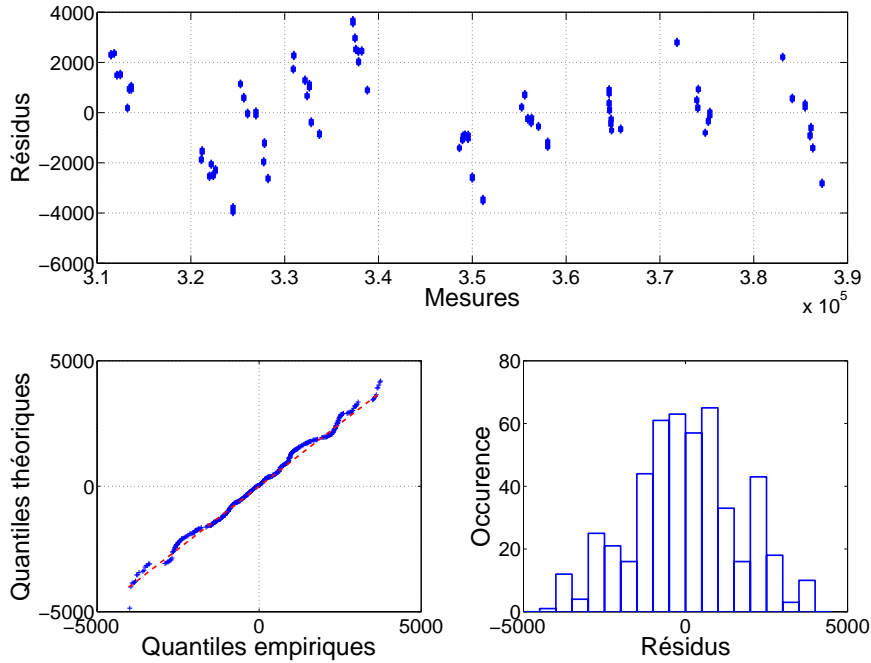 4000
2000
0
−2000
−4000
−6000
Résidus
3.1 3.2 3.3 3.4 3.5 3.6 3.7 3.8 3.9
Mesures
x 10^5
5000
0
−5000
Quantiles théoriques
−5000 0 5000
Quantiles empiriques
80
60
40
20
0
Occurence
−5000 0 5000
Résidus